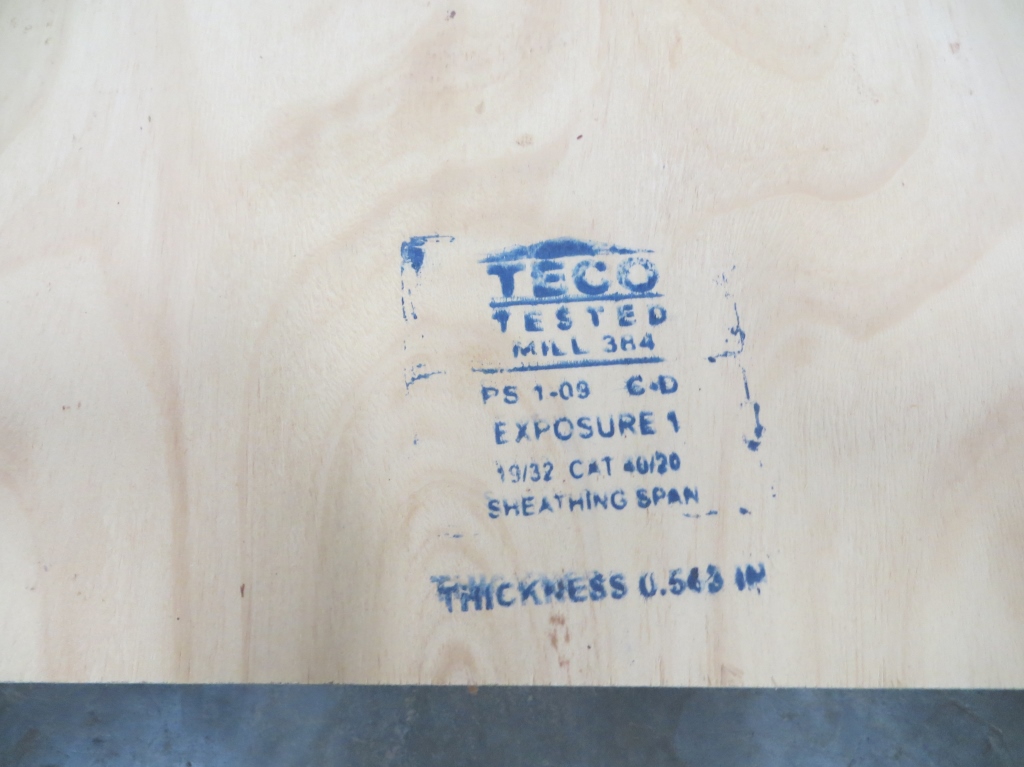 TECO
TESTED
MILL 384
PS 1-09 C-D
EXPOSURE 1
19/32 CAT 40/20
SHEATHING SPAN
THICKNESS 0.563 IN